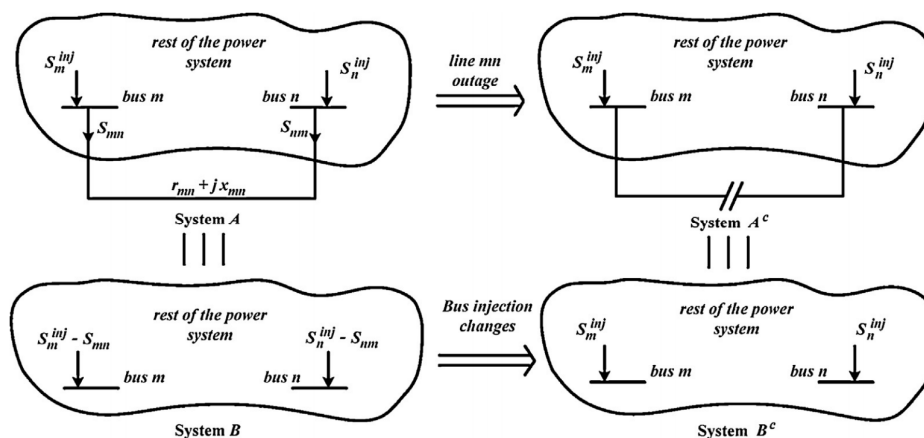 rest of the power
system
S_m^inj
S_n^inj
bus m
bus n
S_mn
S_nm
r_mn + j x_mn
System A
line mn
outage
rest of the power
system
S_m^inj
S_n^inj
bus m
bus n
System A^c
rest of the power
system
S_m^inj - S_mn
S_n^inj - S_nm
bus m
bus n
System B
Bus injection
changes
rest of the power
system
S_m^inj
S_n^inj
bus m
bus n
System B^c